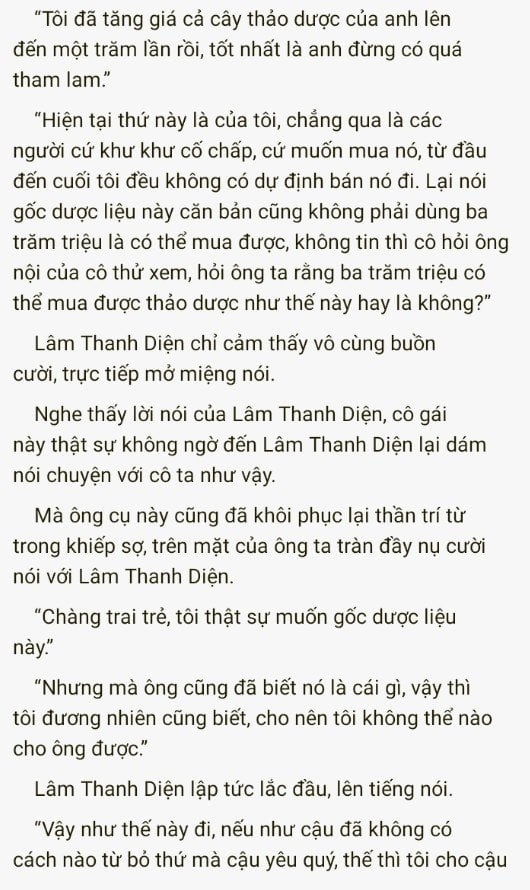 “Tôi đã tăng giá cả cây thảo dược của anh lên
đến một trăm lần rồi, tốt nhất là anh đừng có quá
tham lam.”
“Hiện tại thứ này là của tôi, chẳng qua là các
người cứ khư khư cố chấp, cứ muốn mua nó, từ đầu
đến cuối tôi đều không có dự định bán nó đi. Lại nói
gốc dược liệu này căn bản cũng không phải dùng ba
trăm triệu là có thể mua được, không tin thì cô hỏi ông
nội của cô thử xem, hỏi ông ta rằng ba trăm triệu có
thể mua được thảo dược như thế này hay là không?”
Lâm Thanh Diện chỉ cảm thấy vô cùng buồn
cười, trực tiếp mở miệng nói.
Nghe thấy lời nói của Lâm Thanh Diện, cô gái
này thật sự không ngờ đến Lâm Thanh Diện lại dám
nói chuyện với cô ta như vậy.
Mà ông cụ này cũng đã khôi phục lại thần trí từ
trong khiếp sợ, trên mặt của ông ta tràn đầy nụ cười
nói với Lâm Thanh Diện.
“Chàng trai trẻ, tôi thật sự muốn gốc dược liệu
này.”
“Nhưng mà ông cũng đã biết nó là cái gì, vậy thì
tôi đương nhiên cũng biết, cho nên tôi không thể nào
cho ông được.”
Lâm Thanh Diện lập tức lắc đầu, lên tiếng nói.
“Vậy như thế này đi, nếu như cậu đã không có
cách nào từ bỏ thứ mà cậu yêu quý, thế thì tôi cho cậu